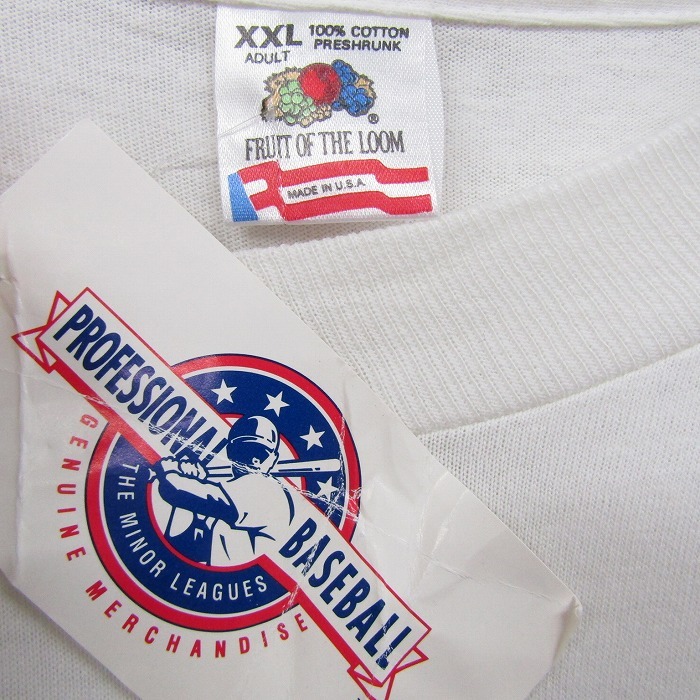 XXL 100% COTTON
ADULT PRESHRUNK
®
FRUIT OF THE LOOM
MADE IN U.S.A.
PROFESSIONAL
BASEBALL
THE MINOR LEAGUES
GENUINE MERCHANDISE